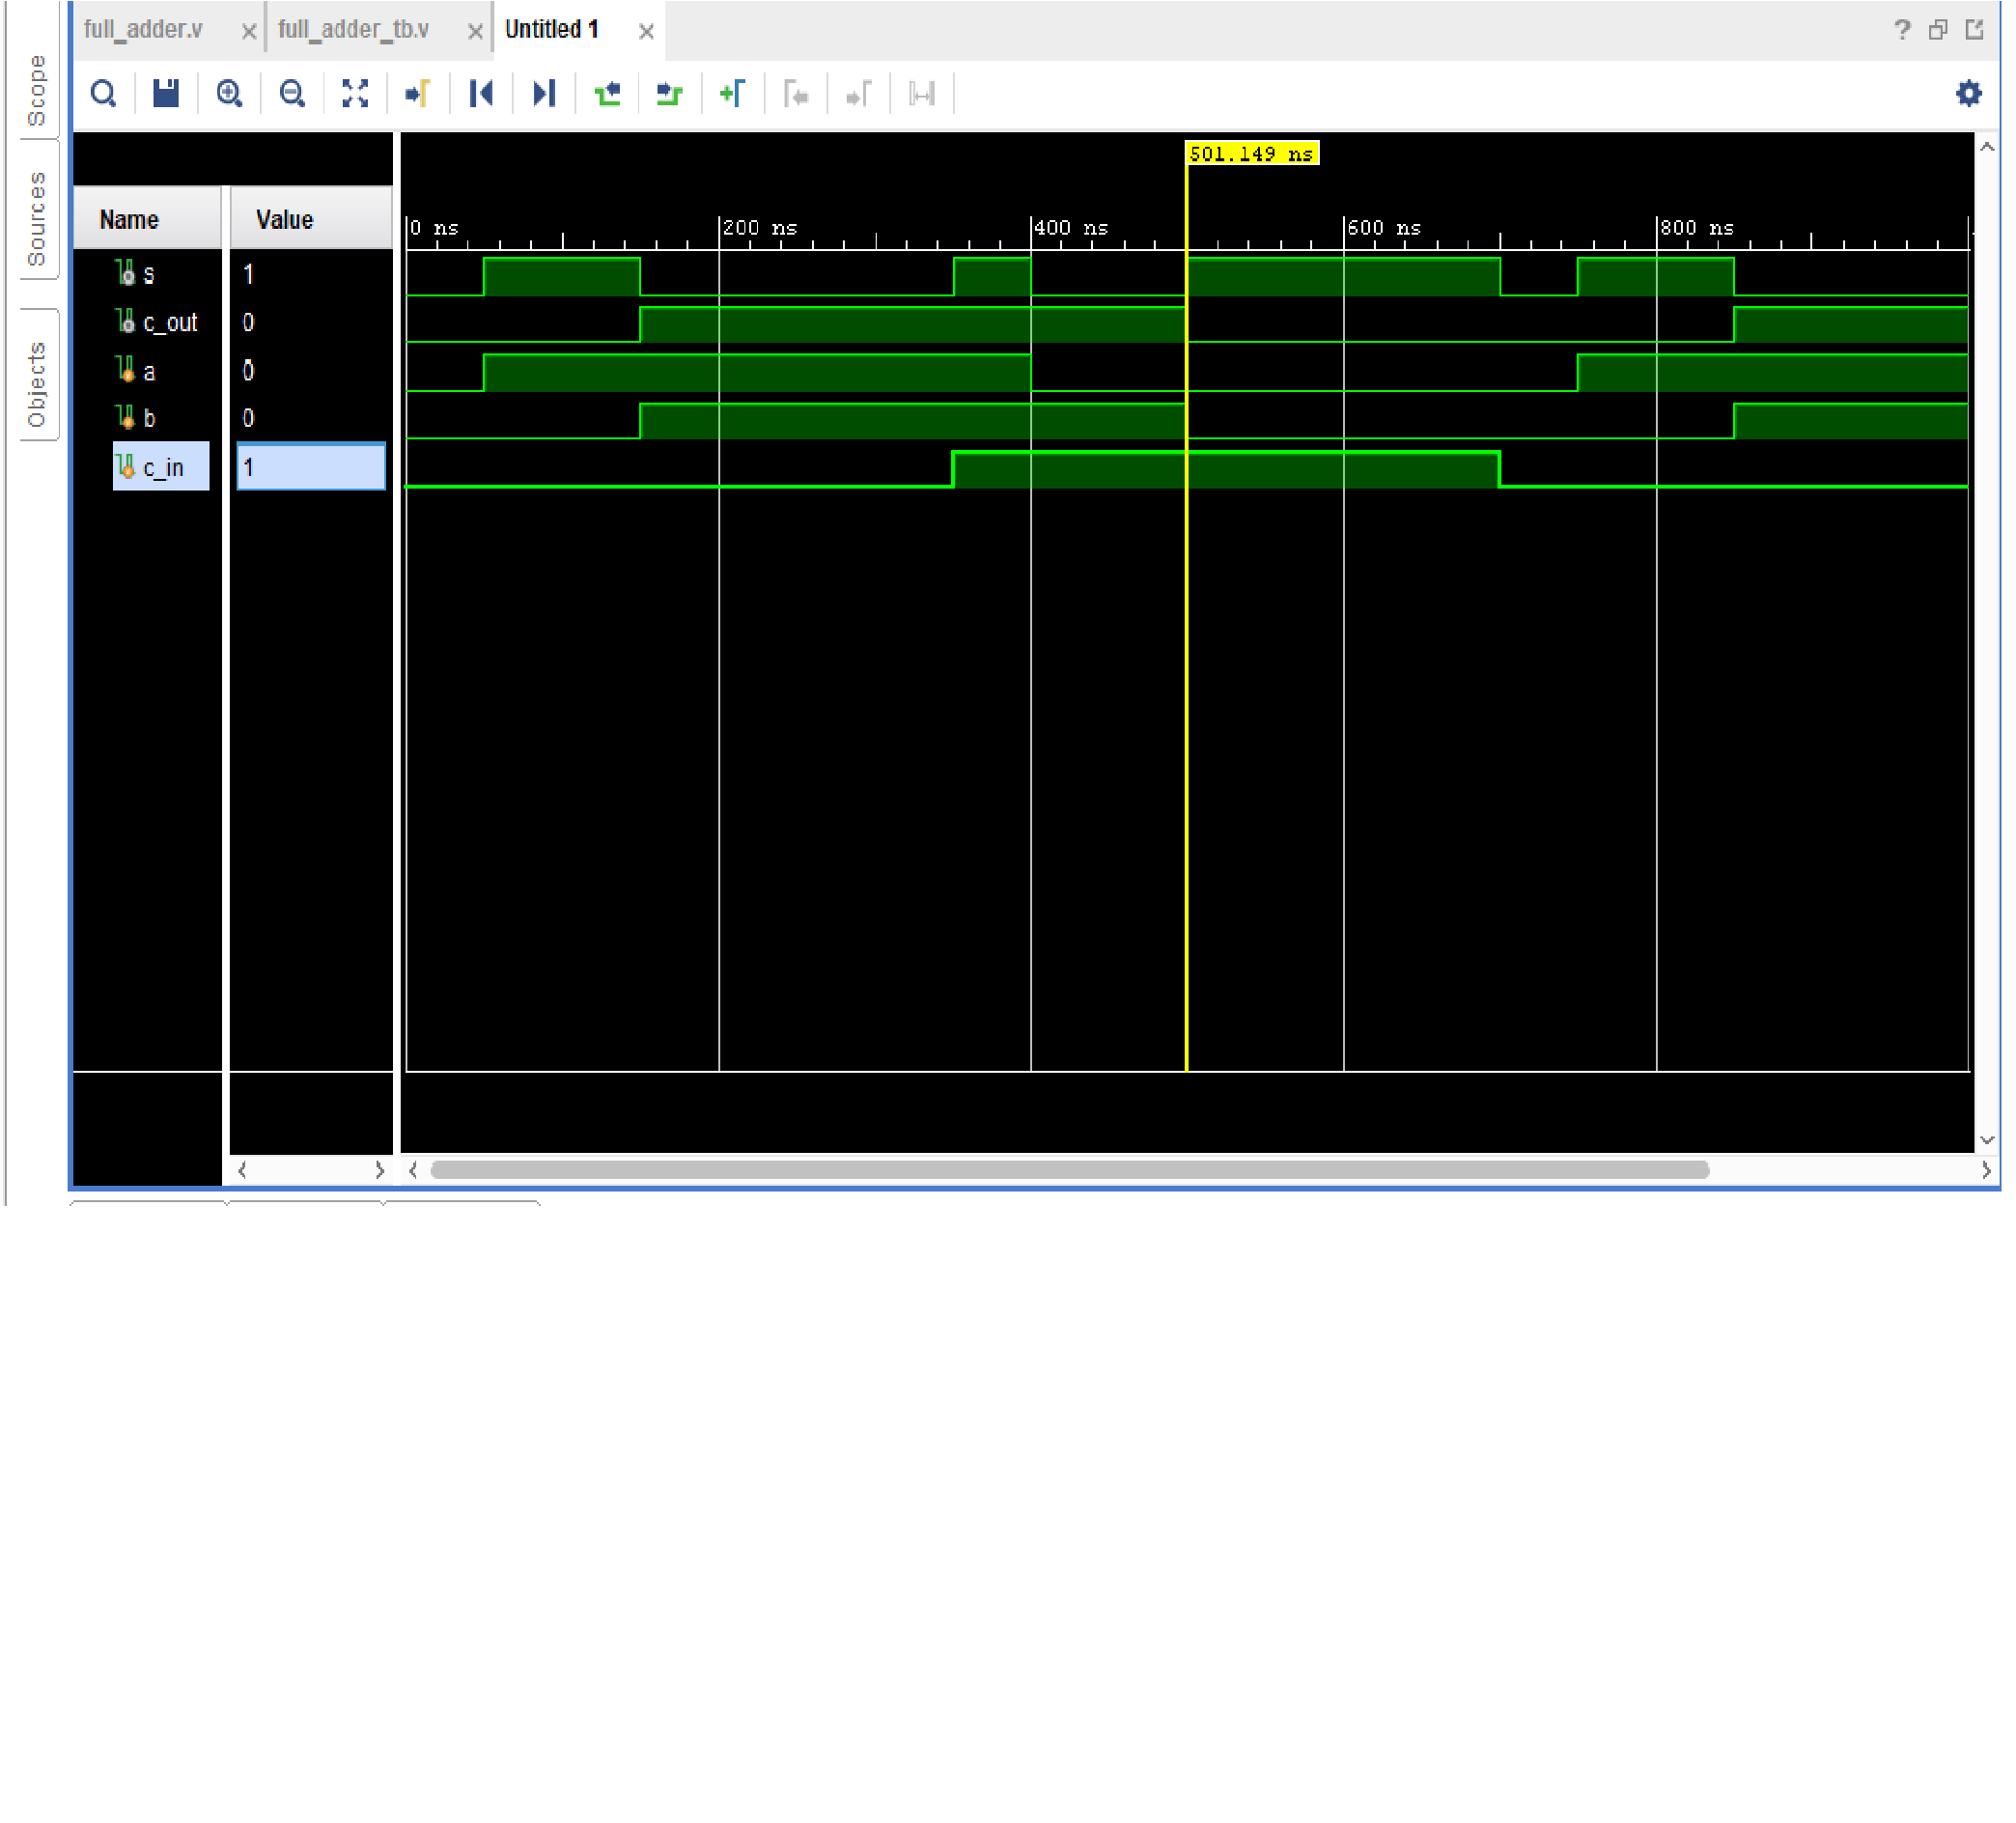 full_adder.v × full_adder_tb.v × Untitled 1 ×
?
Scope
Sources
Objects
501.149 ns
Name Value
0 ns 200 ns 400 ns 600 ns 800 ns
s 1
c_out 0
a 0
b 0
c_in 1